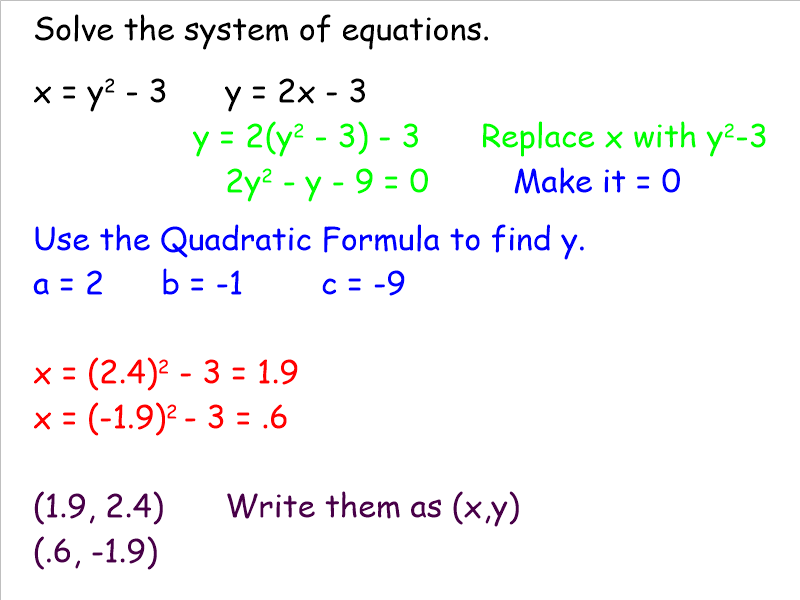 Solve the system of equations.
x = y² - 3 y = 2x - 3
y = 2(y² - 3) - 3 Replace x with y²-3
2y² - y - 9 = 0 Make it = 0
Use the Quadratic Formula to find y.
a = 2 b = -1 c = -9
x = (2.4)² - 3 = 1.9
x = (-1.9)² - 3 = .6
(1.9, 2.4) Write them as (x,y)
(.6, -1.9)